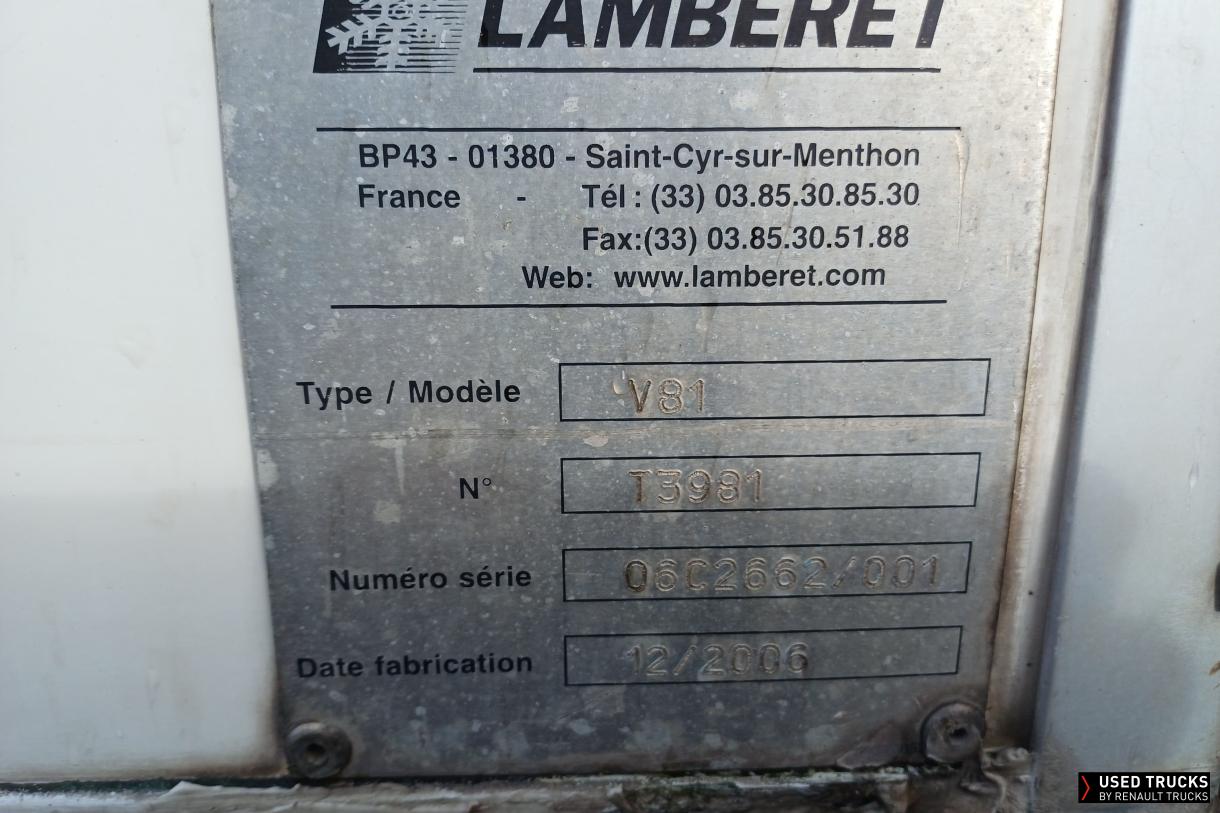 LAMBERET
BP43 - 01380 - Saint-Cyr-sur-Menthon
France - Tél : (33) 03.85.30.85.30
Fax:(33) 03.85.30.51.88
Web: www.lamberet.com
Type / Modèle V81
N° T3981
Numéro série 06C2662/001
Date fabrication 12/2006
USED TRUCKS
BY RENAULT TRUCKS